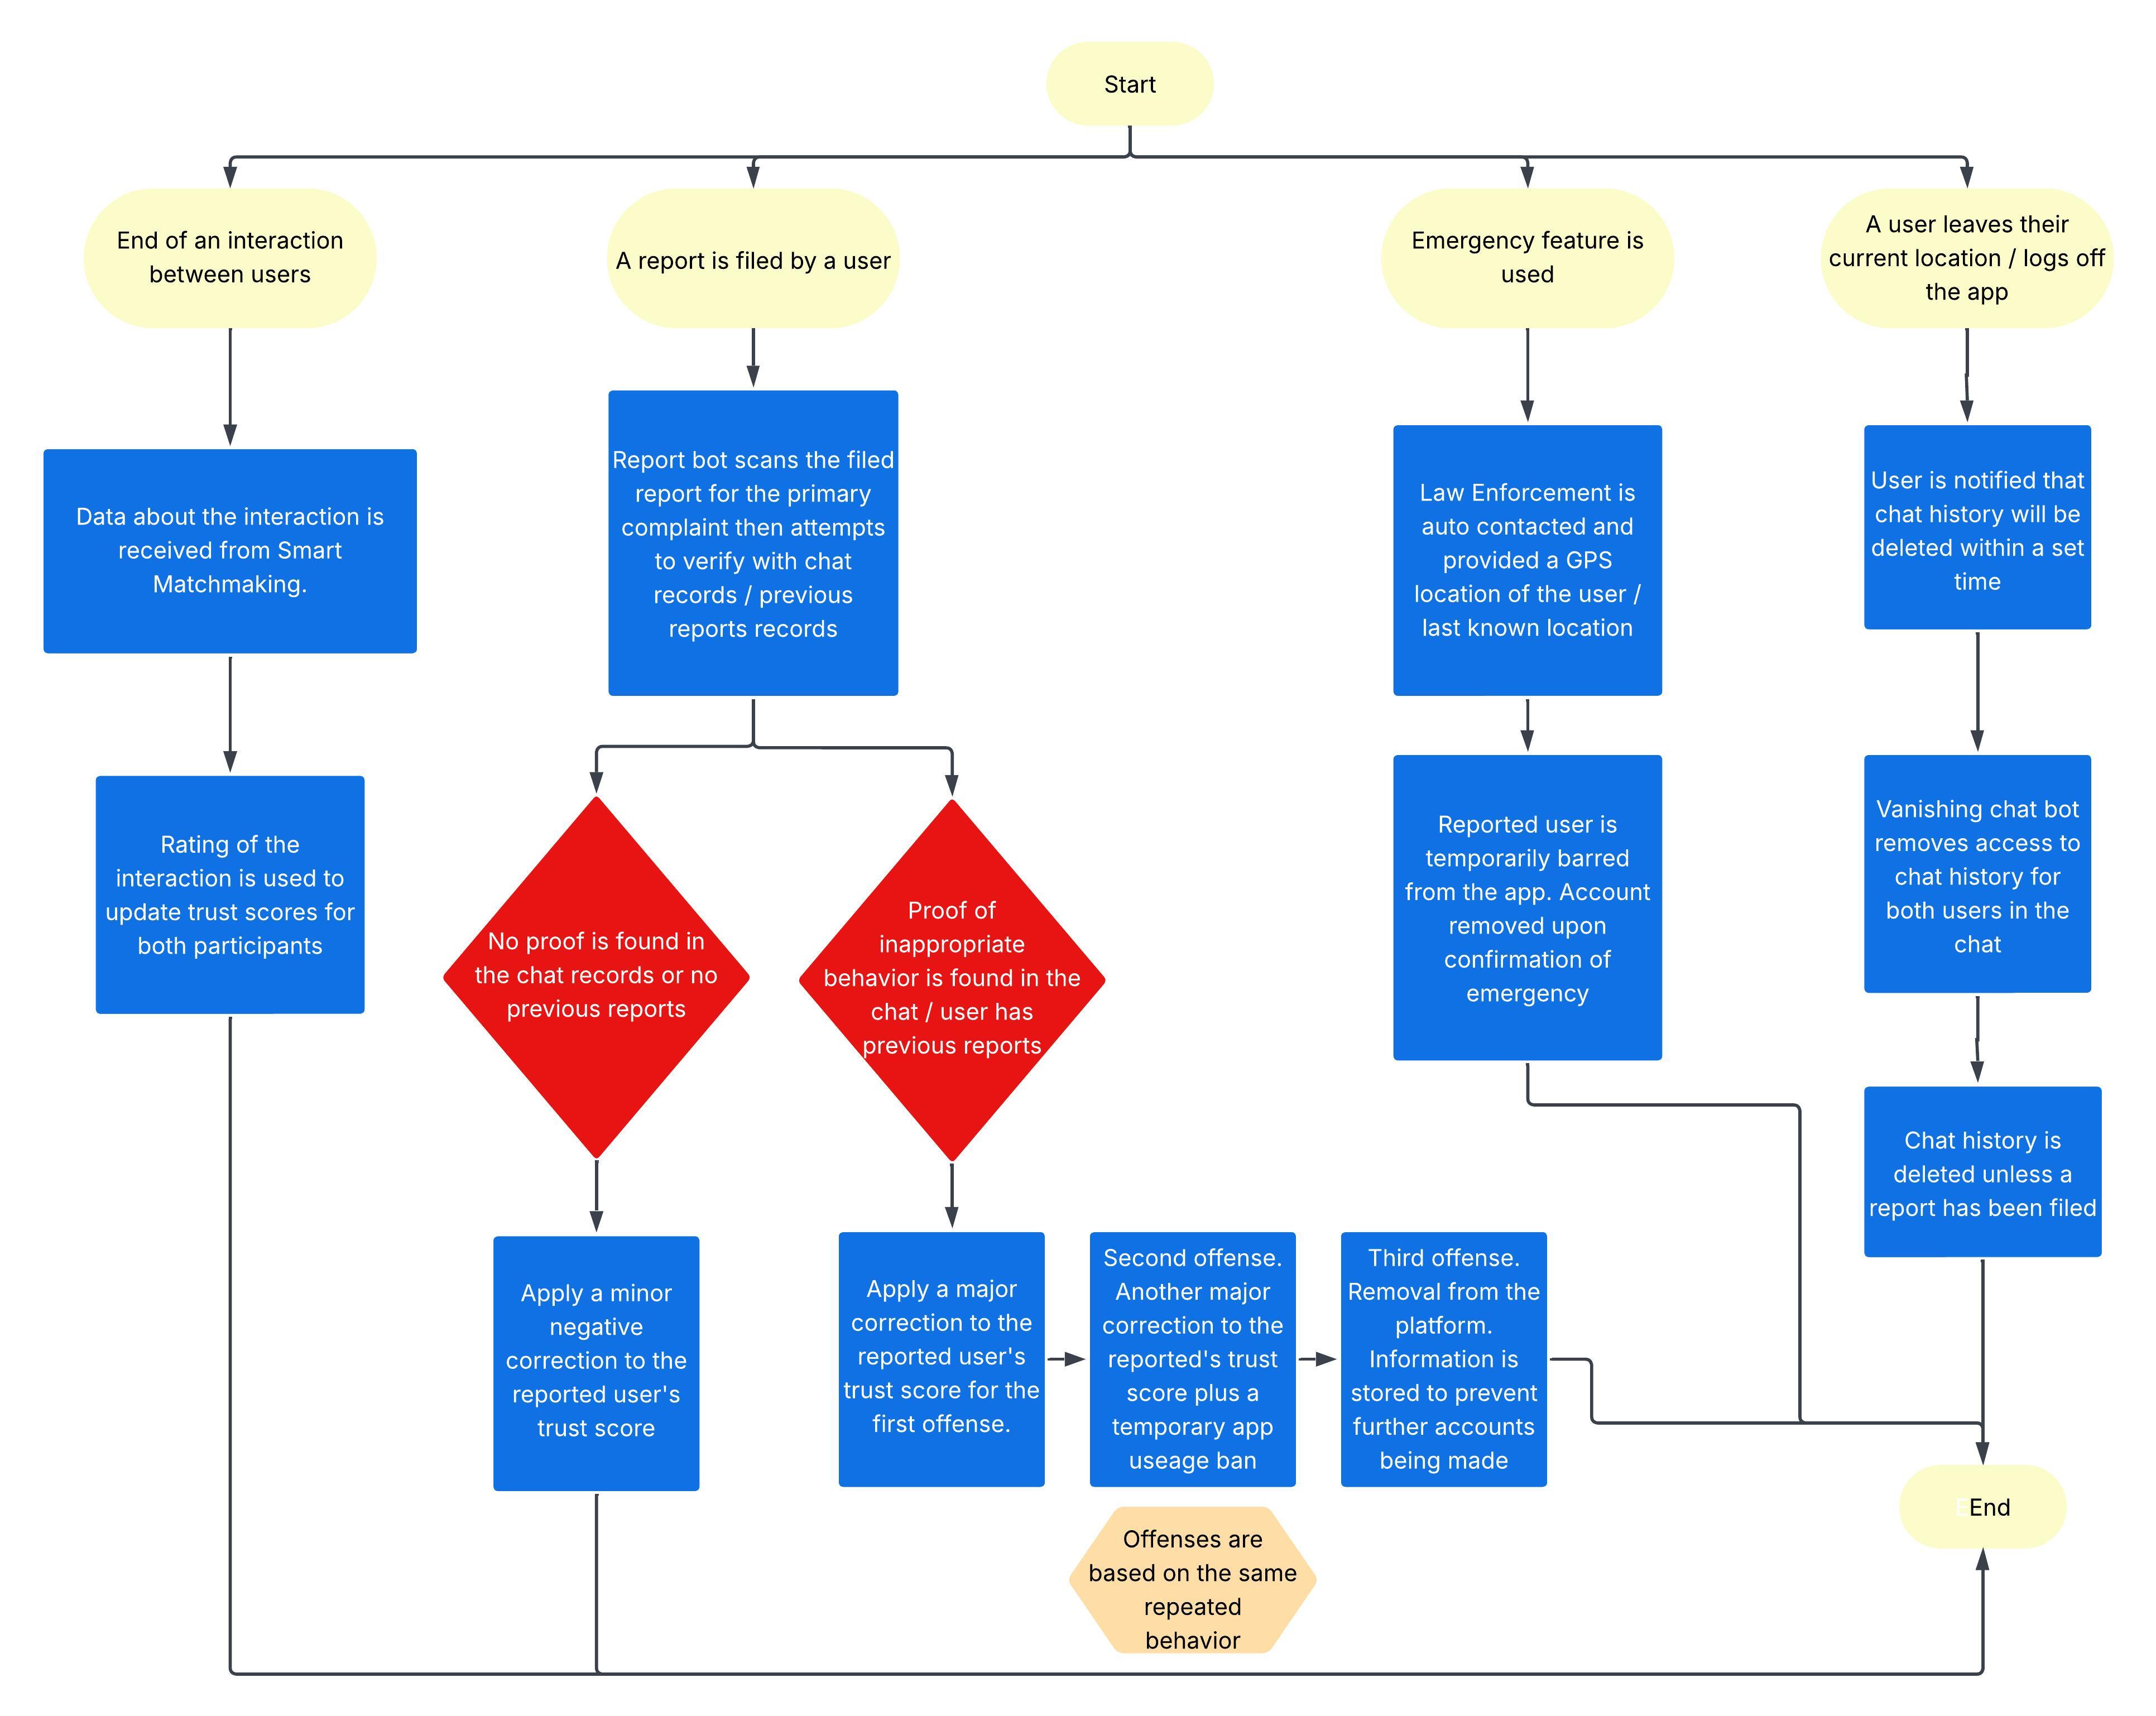 Start
End of an interaction
between users
A report is filed by a user
Emergency feature is
used
A user leaves their
current location / logs off
the app
Data about the interaction is
received from Smart
Matchmaking.
Report bot scans the filed
report for the primary
complaint then attempts
to verify with chat
records / previous
reports records
Law Enforcement is
auto contacted and
provided a GPS
location of the user /
last known location
User is notified that
chat history will be
deleted within a set
time
Rating of the
interaction is used to
update trust scores for
both participants
No proof is found in
the chat records or no
previous reports
Proof of
inappropriate
behavior is found in the
chat / user has
previous reports
Reported user is
temporarily barred
from the app. Account
removed upon
confirmation of
emergency
Vanishing chat bot
removes access to
chat history for
both users in the
chat
Chat history is
deleted unless a
report has been filed
Apply a minor
negative
correction to the
reported user's
trust score
Apply a major
correction to the
reported user's
trust score for the
first offense.
Second offense.
Another major
correction to the
reported's trust
score plus a
temporary app
useage ban
Third offense.
Removal from the
platform.
Information is
stored to prevent
further accounts
being made
End
Offenses are
based on the same
repeated
behavior